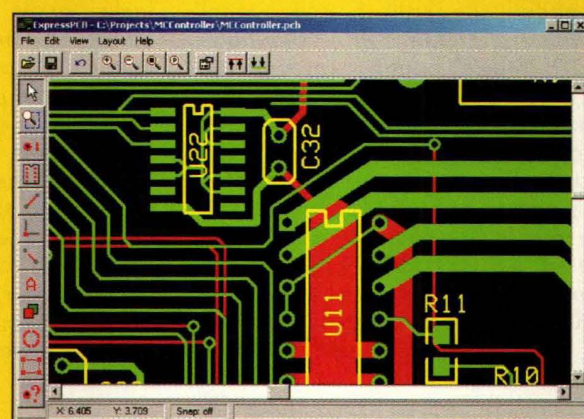 ExpressPCB - C:\Projects\MCController\MCController.pcb
File Edit View Layout Help
U22
C32
U11
R11
R10
X: 6.405 Y: 3.709 Snap: off